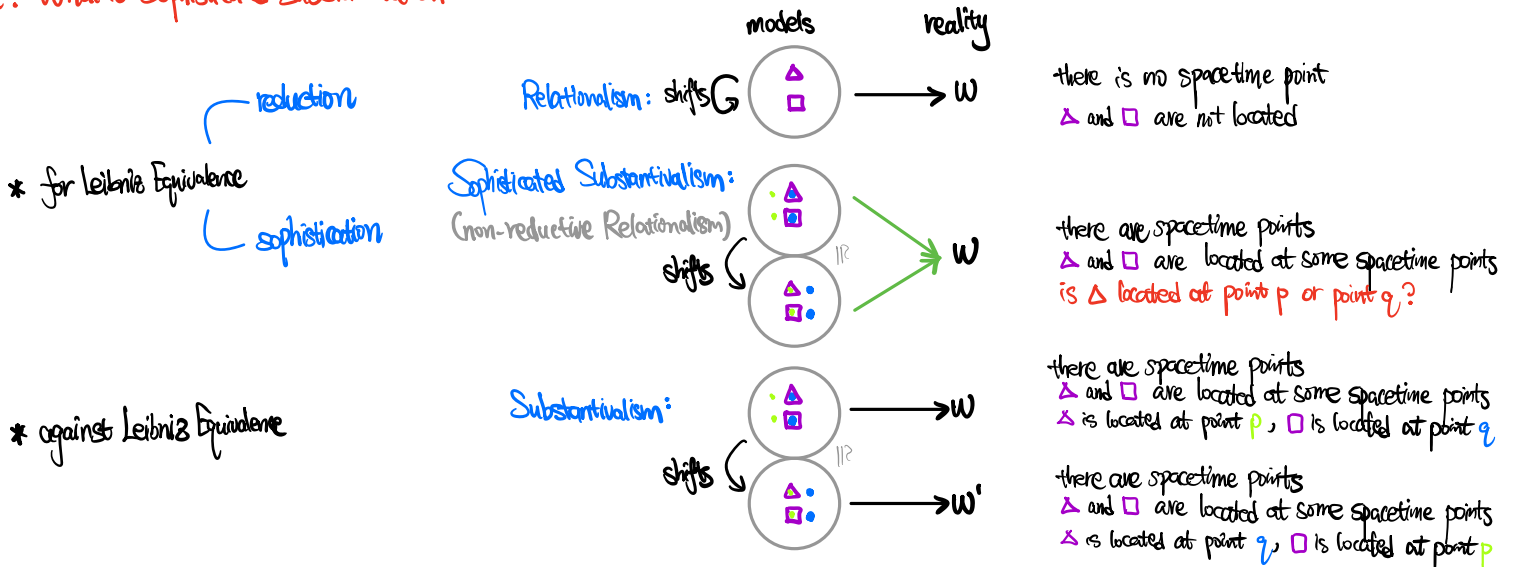 What is Sophisticated Substantivalism
models
reality
reduction
Relationalism: shifts
W
there is no spacetime point
△ and □ are not located
* for Leibniz Equivalence
sophistication
Sophisticated Substantivalism:
(non-reductive Relationalism)
shifts
W
there are spacetime points
△ and □ are located at some spacetime points
is △ located at point p or point q?
* against Leibniz Equivalence
Substantivalism:
shifts
W
there are spacetime points
△ and □ are located at some spacetime points
△ is located at point p, □ is located at point q
W'
there are spacetime points
△ and □ are located at some spacetime points
△ is located at point q, □ is located at point p